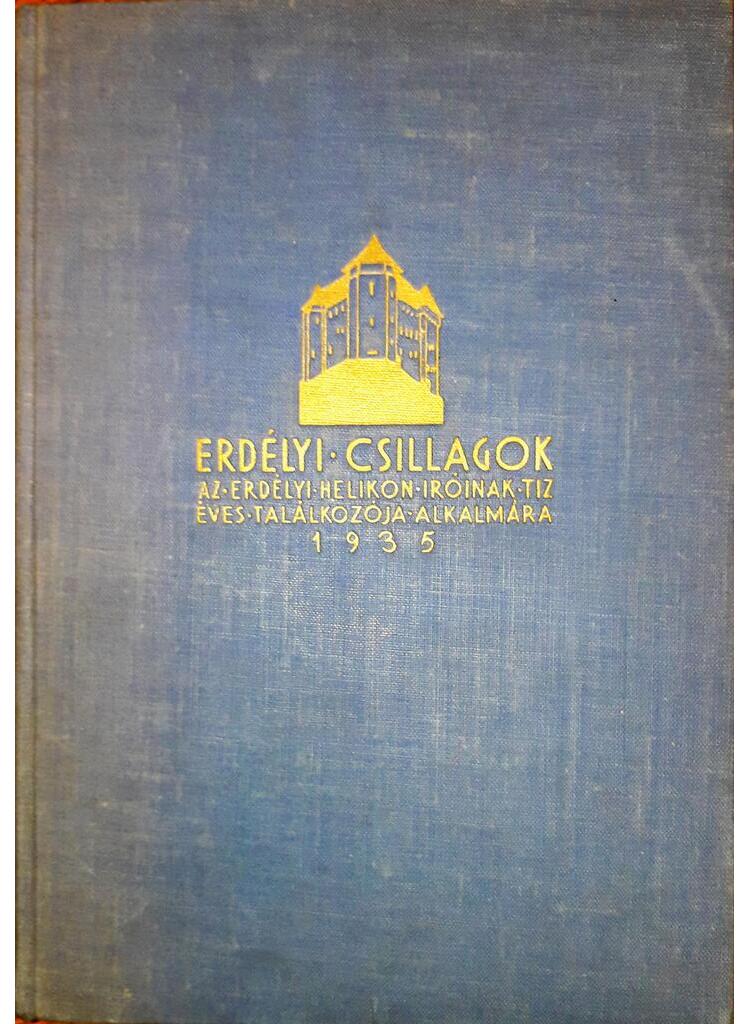 ERDÉLYI·CSILLAGOK
AZ·ERDÉLYI·HELIKON·IRÓINAK·TIZ
ÉVES·TALÁLKOZÓJA·ALKALMÁRA
1935